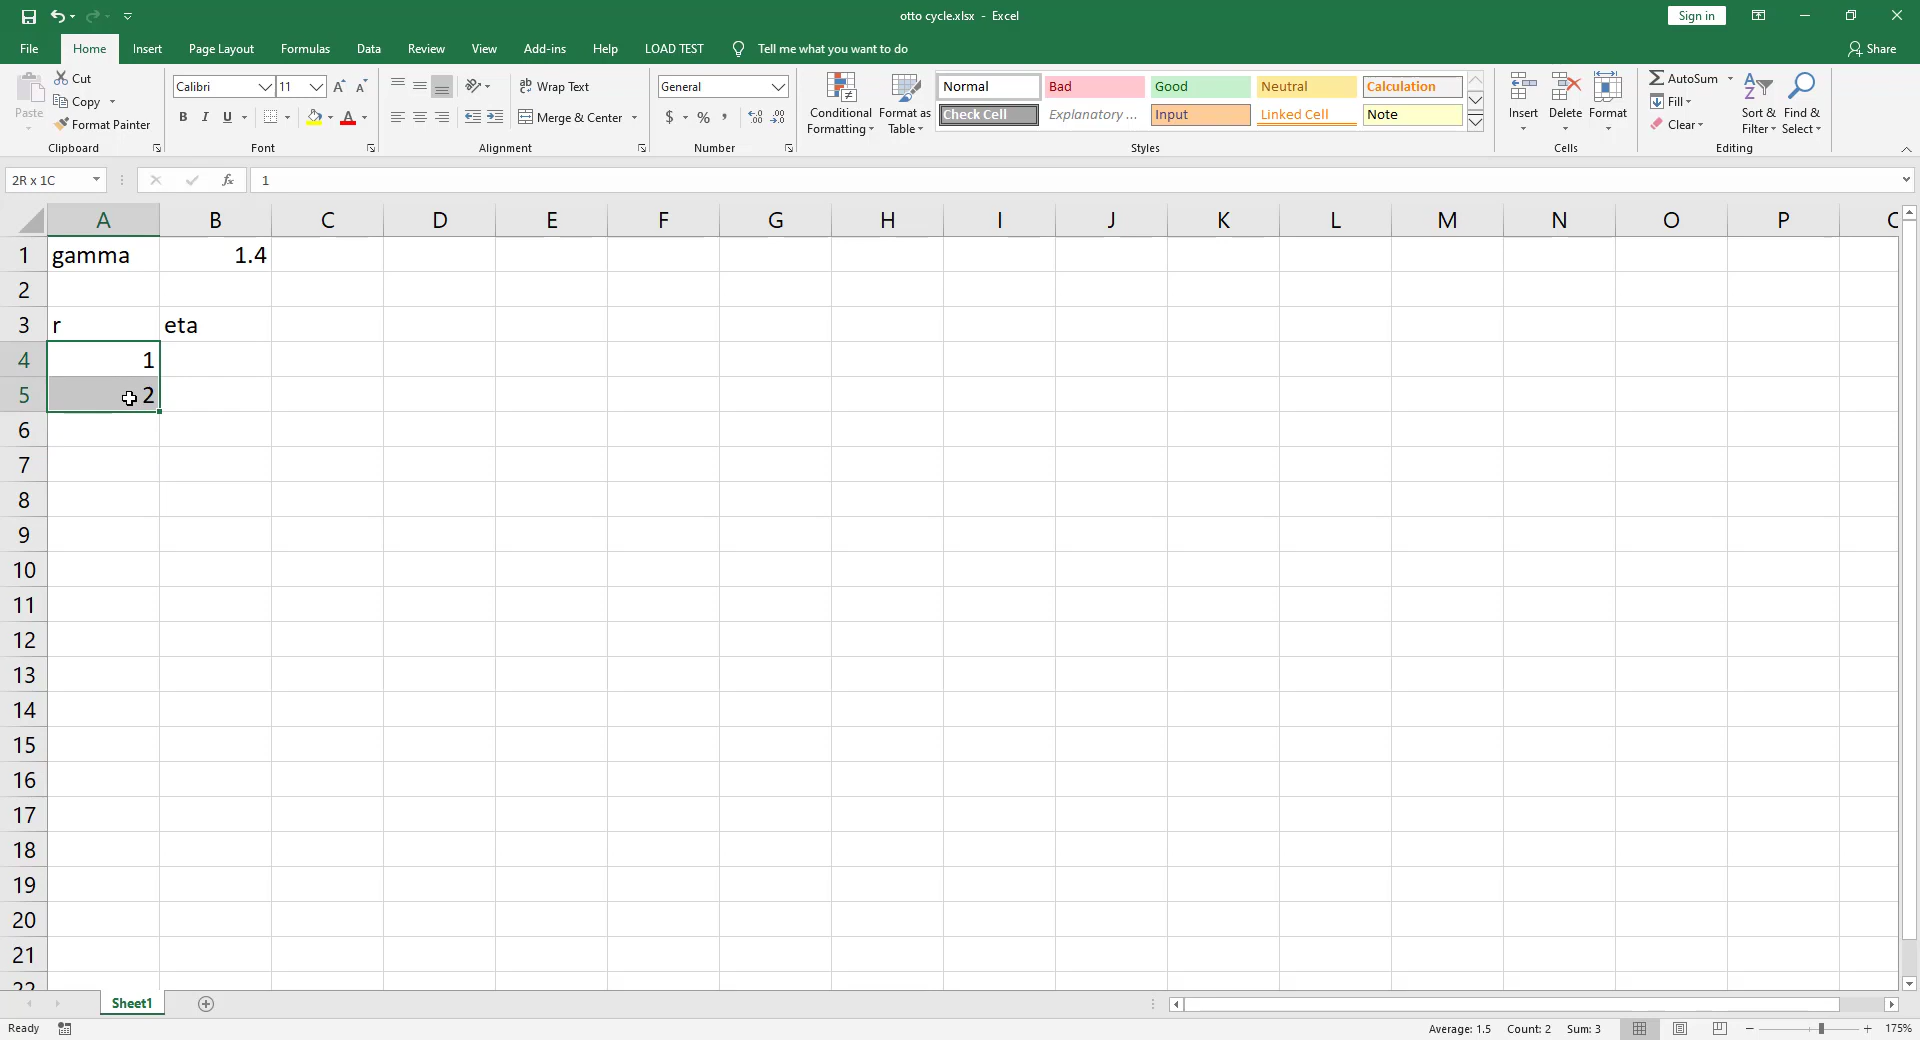 otto cycle.xlsx - Excel
Sign in
File Home Insert Page Layout Formulas Data Review View Add-ins Help LOAD TEST Tell me what you want to do Share
Paste
Cut
Copy
Format Painter
Clipboard
Calibri 11 A A
B I U A
Font
ab Wrap Text
Merge & Center
Alignment
General
$ % ,
Number
Conditional Formatting
Format as Table
Normal Bad Good Neutral Calculation
Check Cell Explanatory ... Input Linked Cell Note
Styles
Insert Delete Format
Cells
AutoSum
Fill
Clear
Sort & Filter
Find & Select
Editing
2R x 1C fx 1
A B C D E F G H I J K L M N O P
1 gamma 1.4
2
3 r eta
4 1
5 2
6
7
8
9
10
11
12
13
14
15
16
17
18
19
20
21
22
Sheet1
Ready Average: 1.5 Count: 2 Sum: 3 175%